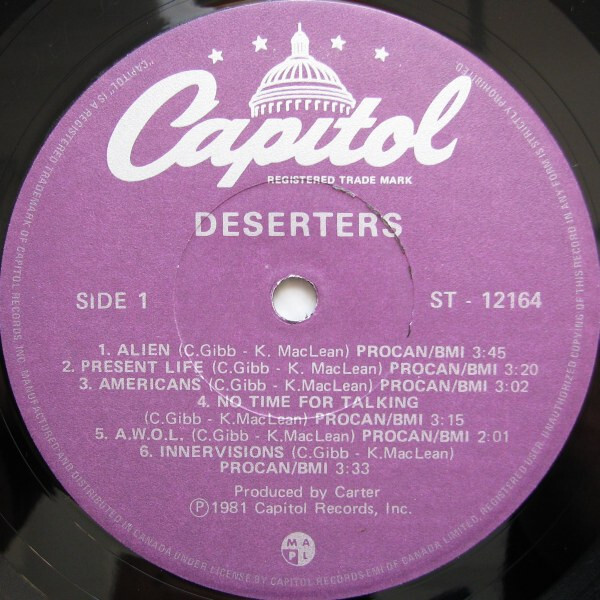 Capitol
REGISTERED TRADE MARK
DESERTERS
SIDE 1
ST - 12164
1. ALIEN (C.Gibb - K. MacLean) PROCAN/BMI 3:45
2. PRESENT LIFE (C. Gibb - K. MacLean) PROCAN/BMI 3:20
3. AMERICANS (C.Gibb - K. MacLean) PROCAN/BMI 3:02
4. NO TIME FOR TALKING
(C.Gibb - K.MacLean) PROCAN/BMI 3:15
5. A.W.O.L. (C.Gibb - K.MacLean) PROCAN/BMI 2:01
6. INNERVISIONS (C.Gibb - K.MacLean)
PROCAN/BMI 3:33
Produced by Carter
Ⓟ1981 Capitol Records, Inc.
MAPL
"CAPITOL" IS A REGISTERED TRADEMARK OF CAPITOL RECORDS, INC. MANUFACTURED AND DISTRIBUTED IN CANADA UNDER LICENSE BY CAPITOL RECORDS-EMI OF CANADA LIMITED, REGISTERED USER. UNAUTHORIZED COPYING OF THIS RECORDING IN ANY FORM IS STRICTLY PROHIBITED